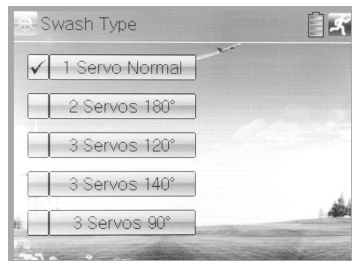 Swash Type
1 Servo Normal
2 Servos 180°
3 Servos 120°
3 Servos 140°
3 Servos 90°